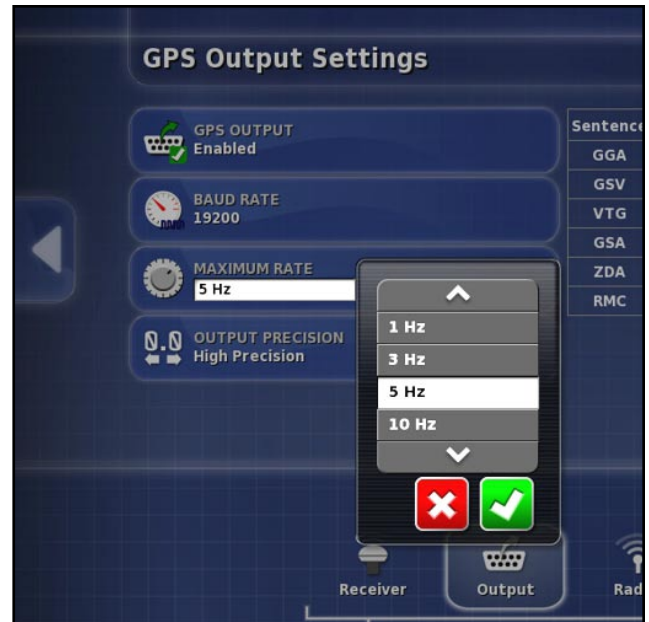 GPS Output Settings
GPS OUTPUT
Enabled
BAUD RATE
19200
MAXIMUM RATE
5 Hz
0.0 OUTPUT PRECISION
High Precision
Sentence
GGA
GSV
VTG
GSA
ZDA
RMC
1 Hz
3 Hz
5 Hz
10 Hz
Receiver
Output
Rad